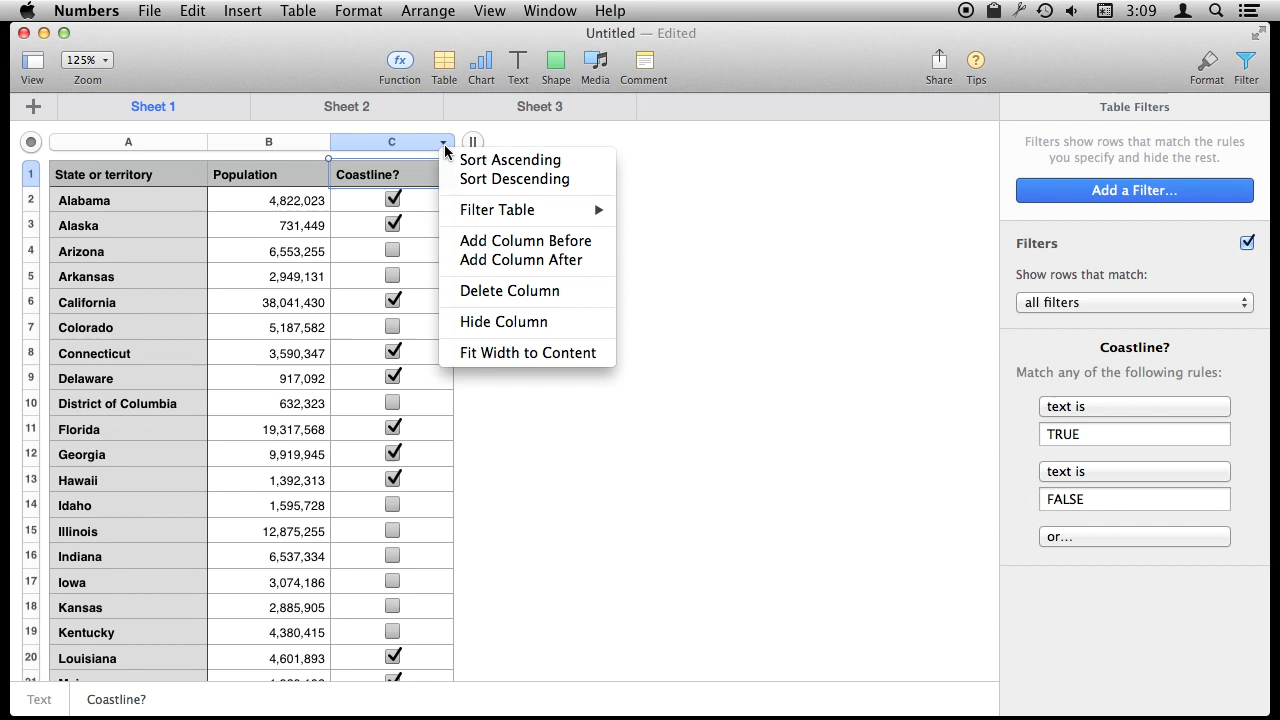 Numbers File Edit Insert Table Format Arrange View Window Help 3:09
Untitled — Edited
125%
View Zoom Function Table Chart Text Shape Media Comment Share Tips Format Filter
Sheet 1 Sheet 2 Sheet 3
Table Filters
A B C
1 State or territory Population Coastline?
2 Alabama 4,822,023
3 Alaska 731,449
4 Arizona 6,553,255
5 Arkansas 2,949,131
6 California 38,041,430
7 Colorado 5,187,582
8 Connecticut 3,590,347
9 Delaware 917,092
10 District of Columbia 632,323
11 Florida 19,317,568
12 Georgia 9,919,945
13 Hawaii 1,392,313
14 Idaho 1,595,728
15 Illinois 12,875,255
16 Indiana 6,537,334
17 Iowa 3,074,186
18 Kansas 2,885,905
19 Kentucky 4,380,415
20 Louisiana 4,601,893
Sort Ascending
Sort Descending
Filter Table
Add Column Before
Add Column After
Delete Column
Hide Column
Fit Width to Content
Filters show rows that match the rules
you specify and hide the rest.
Add a Filter...
Filters
Show rows that match:
all filters
Coastline?
Match any of the following rules:
text is
TRUE
text is
FALSE
or...
Text Coastline?